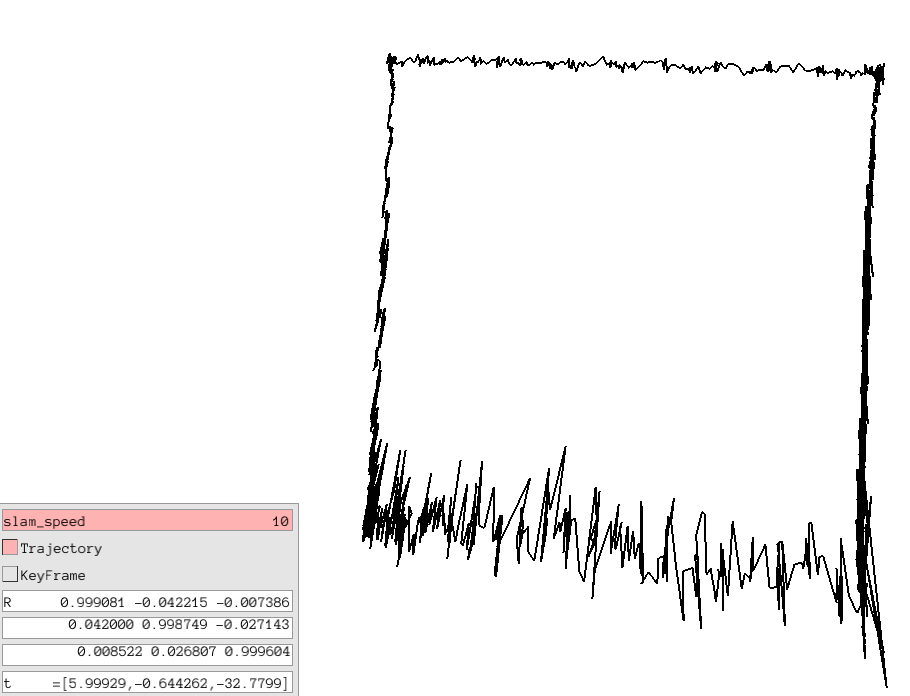 slam_speed 10
Trajectory
KeyFrame
R 0.999081 -0.042215 -0.007386
0.042000 0.998749 -0.027143
0.008522 0.026807 0.999604
t =[5.99929,-0.644262,-32.7799]